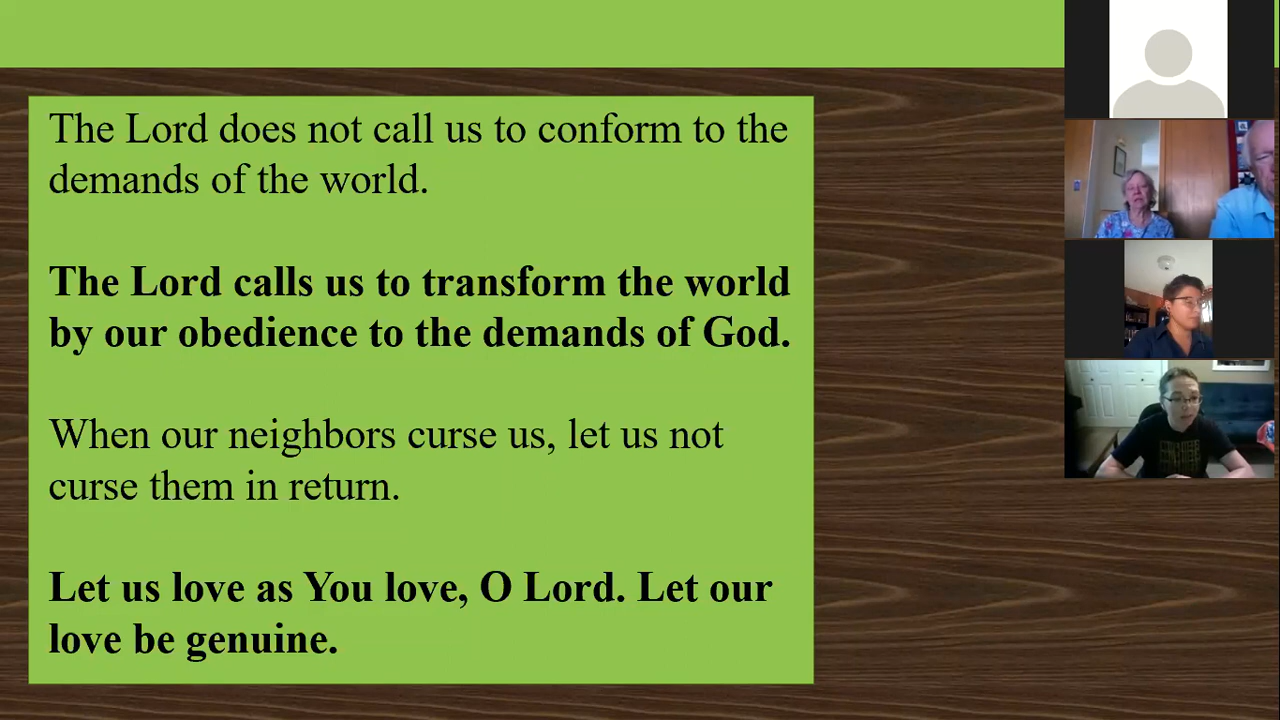 The Lord does not call us to conform to the
demands of the world.
The Lord calls us to transform the world
by our obedience to the demands of God.
When our neighbors curse us, let us not
curse them in return.
Let us love as You love, O Lord. Let our
love be genuine.